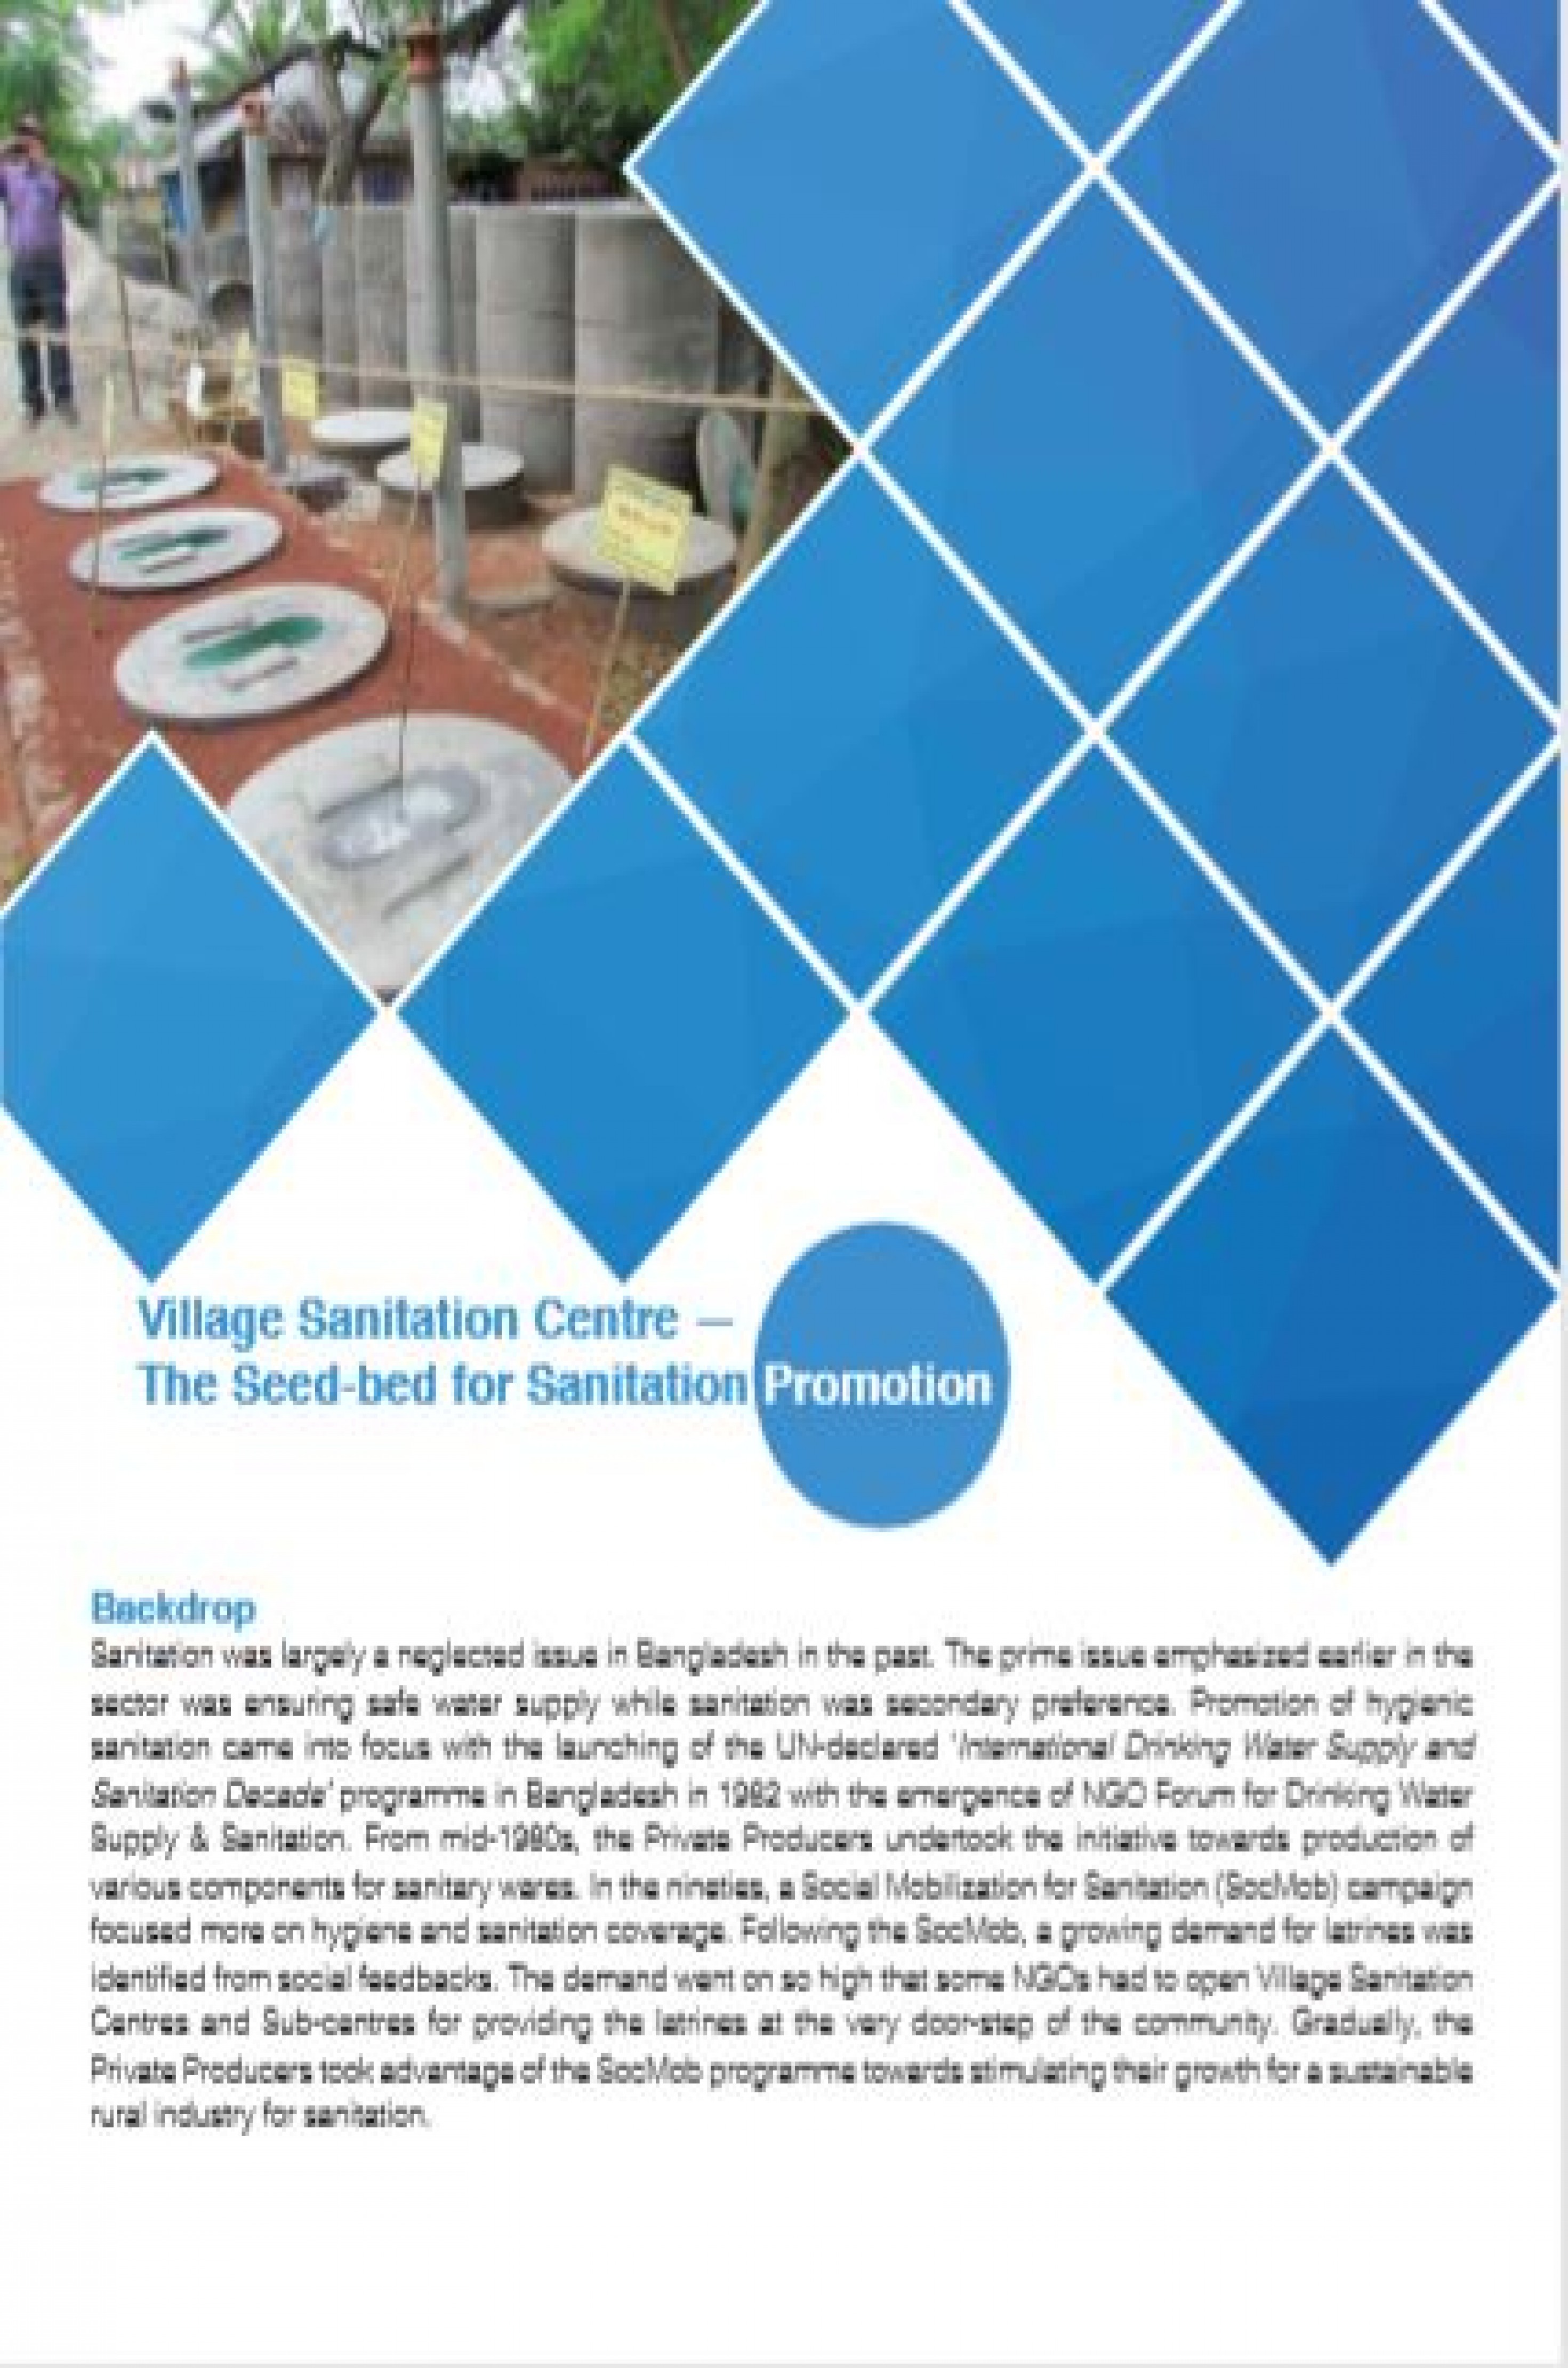 Village Sanitation Centre —
The Seed-bed for Sanitation Promotion
Backdrop
Sanitation was largely a neglected issue in Bangladesh in the past. The prime issue emphasized earlier in the
sector was ensuring safe water supply while sanitation was secondary preference. Promotion of hygienic
sanitation came into focus with the launching of the UN-declared 'International Drinking Water Supply and
Sanitation Decade' programme in Bangladesh in 1982 with the emergence of NGO Forum for Drinking Water
Supply & Sanitation. From mid-1980s, the Private Producers undertook the initiative towards production of
various components for sanitary wares. In the nineties, a Social Mobilization for Sanitation (SocMob) campaign
focused more on hygiene and sanitation coverage. Following the SocMob, a growing demand for latrines was
identified from social feedbacks. The demand went on so high that some NGOs had to open Village Sanitation
Centres and Sub-centres for providing the latrines at the very door-step of the community. Gradually, the
Private Producers took advantage of the SocMob programme towards stimulating their growth for a sustainable
rural industry for sanitation.